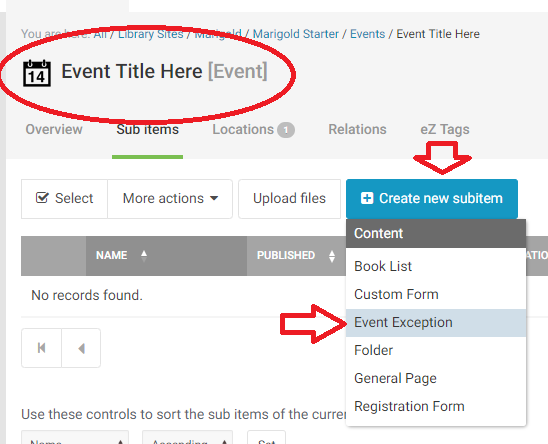 You are here: All / Library Sites / Marigold / Marigold Starter / Events / Event Title Here
14 Event Title Here [Event]
Overview Sub items Locations 1 Relations eZ Tags
Select More actions Upload files Create new subitem
NAME PUBLISHED
Content
Book List
No records found.
Custom Form
Event Exception
Folder
General Page
Registration Form
Use these controls to sort the sub items of the current
Name Ascending Set